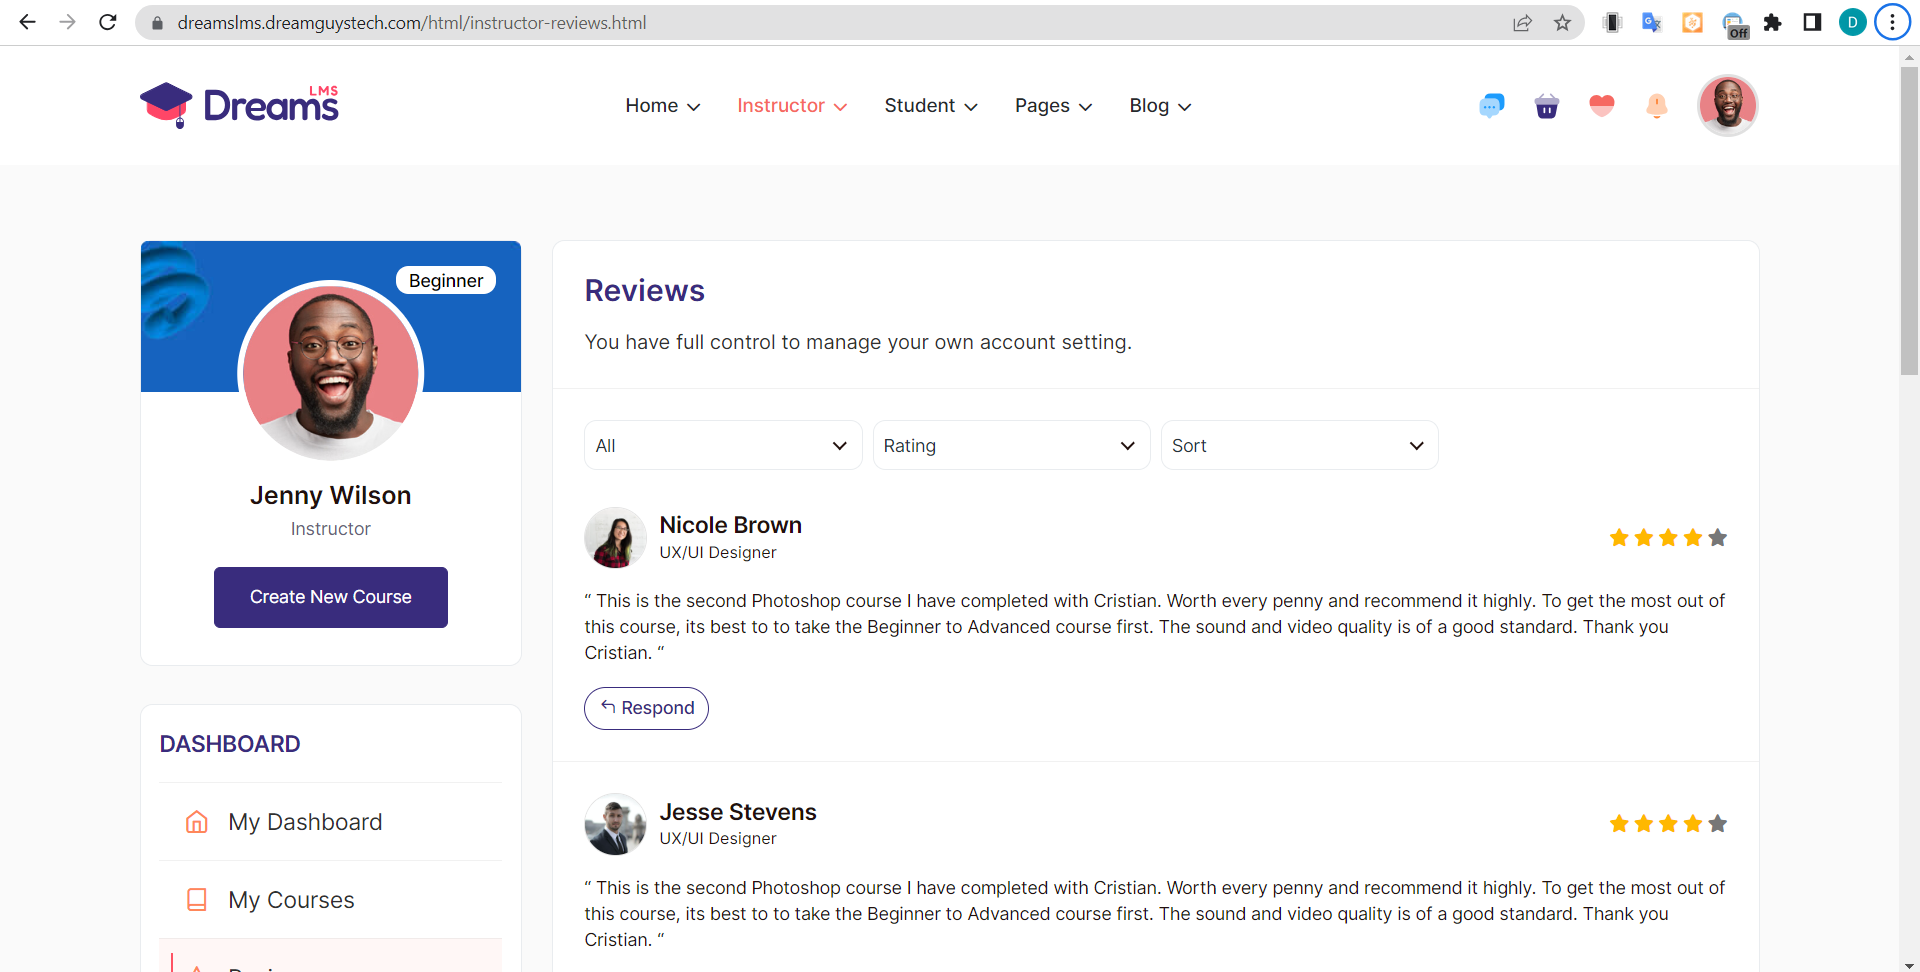 dreamslms.dreamguystech.com/html/instructor-reviews.html
Off
D
Dreams LMS
Home
Instructor
Student
Pages
Blog
Beginner
Jenny Wilson
Instructor
Create New Course
DASHBOARD
My Dashboard
My Courses
Reviews
You have full control to manage your own account setting.
All
Rating
Sort
Nicole Brown
UX/UI Designer
“ This is the second Photoshop course I have completed with Cristian. Worth every penny and recommend it highly. To get the most out of
this course, its best to to take the Beginner to Advanced course first. The sound and video quality is of a good standard. Thank you
Cristian. “
Respond
Jesse Stevens
UX/UI Designer
“ This is the second Photoshop course I have completed with Cristian. Worth every penny and recommend it highly. To get the most out of
this course, its best to to take the Beginner to Advanced course first. The sound and video quality is of a good standard. Thank you
Cristian. “